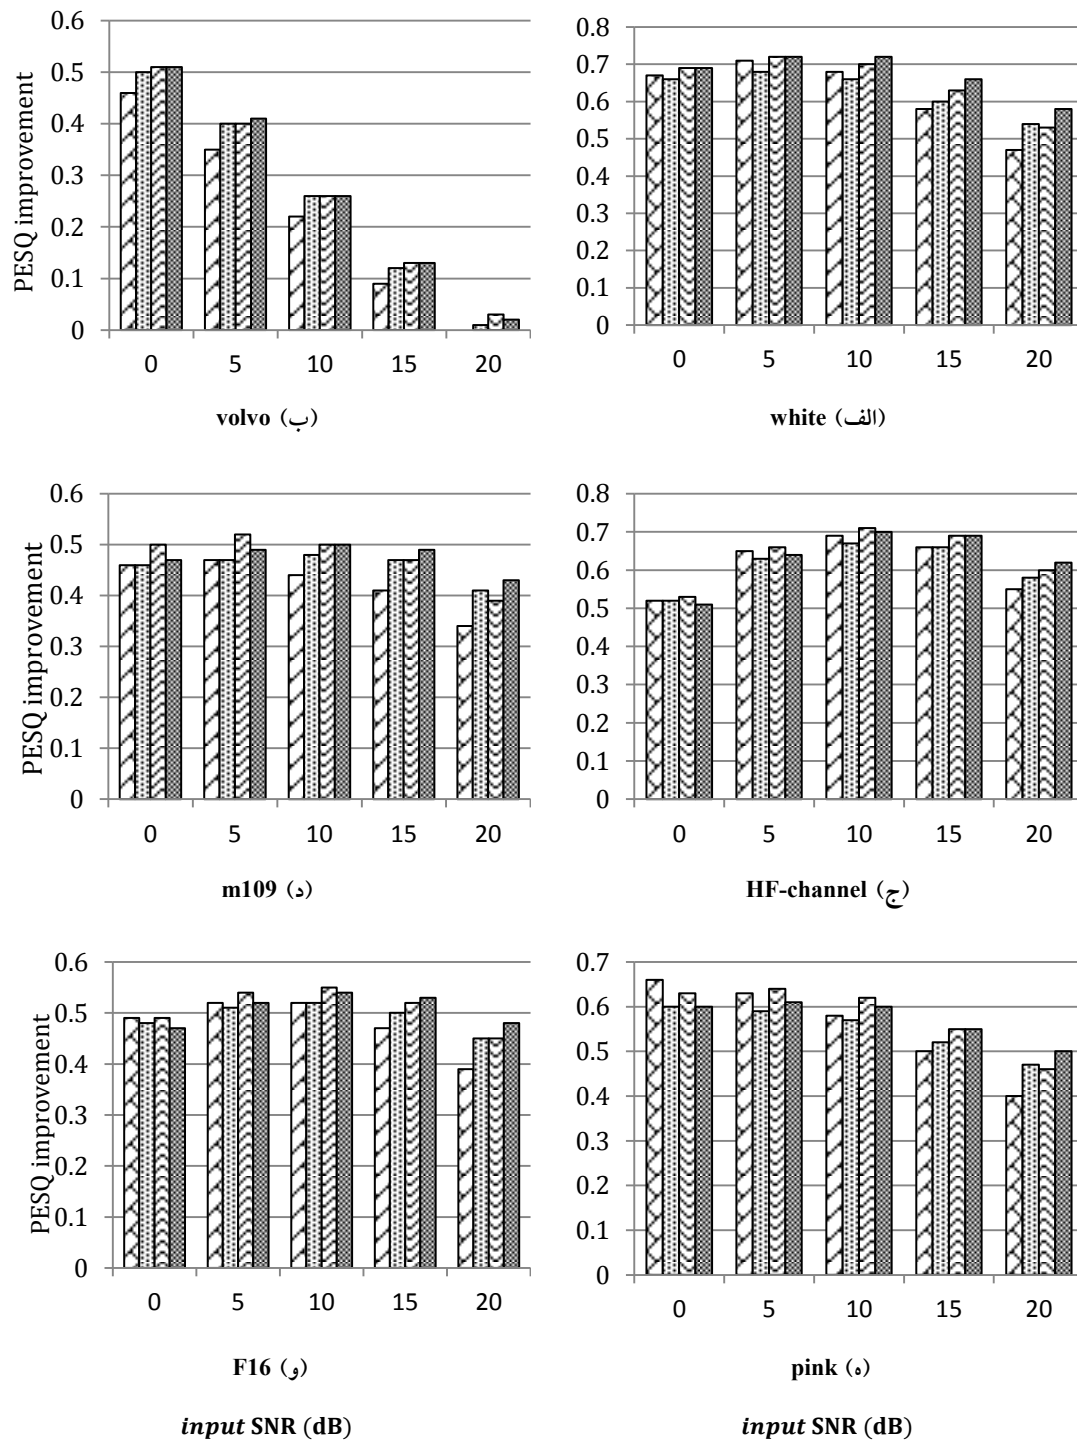 PESQ improvement
0.6
0.5
0.4
0.3
0.2
0.1
0
0 5 10 15 20
volvo (ب)
0.8
0.7
0.6
0.5
0.4
0.3
0.2
0.1
0
0 5 10 15 20
white (الف)
PESQ improvement
0.6
0.5
0.4
0.3
0.2
0.1
0
0 5 10 15 20
m109 (د)
0.8
0.7
0.6
0.5
0.4
0.3
0.2
0.1
0
0 5 10 15 20
HF-channel (ج)
PESQ improvement
0.6
0.5
0.4
0.3
0.2
0.1
0
0 5 10 15 20
F16 (و)
input SNR (dB)
0.7
0.6
0.5
0.4
0.3
0.2
0.1
0
0 5 10 15 20
pink (ه)
input SNR (dB)